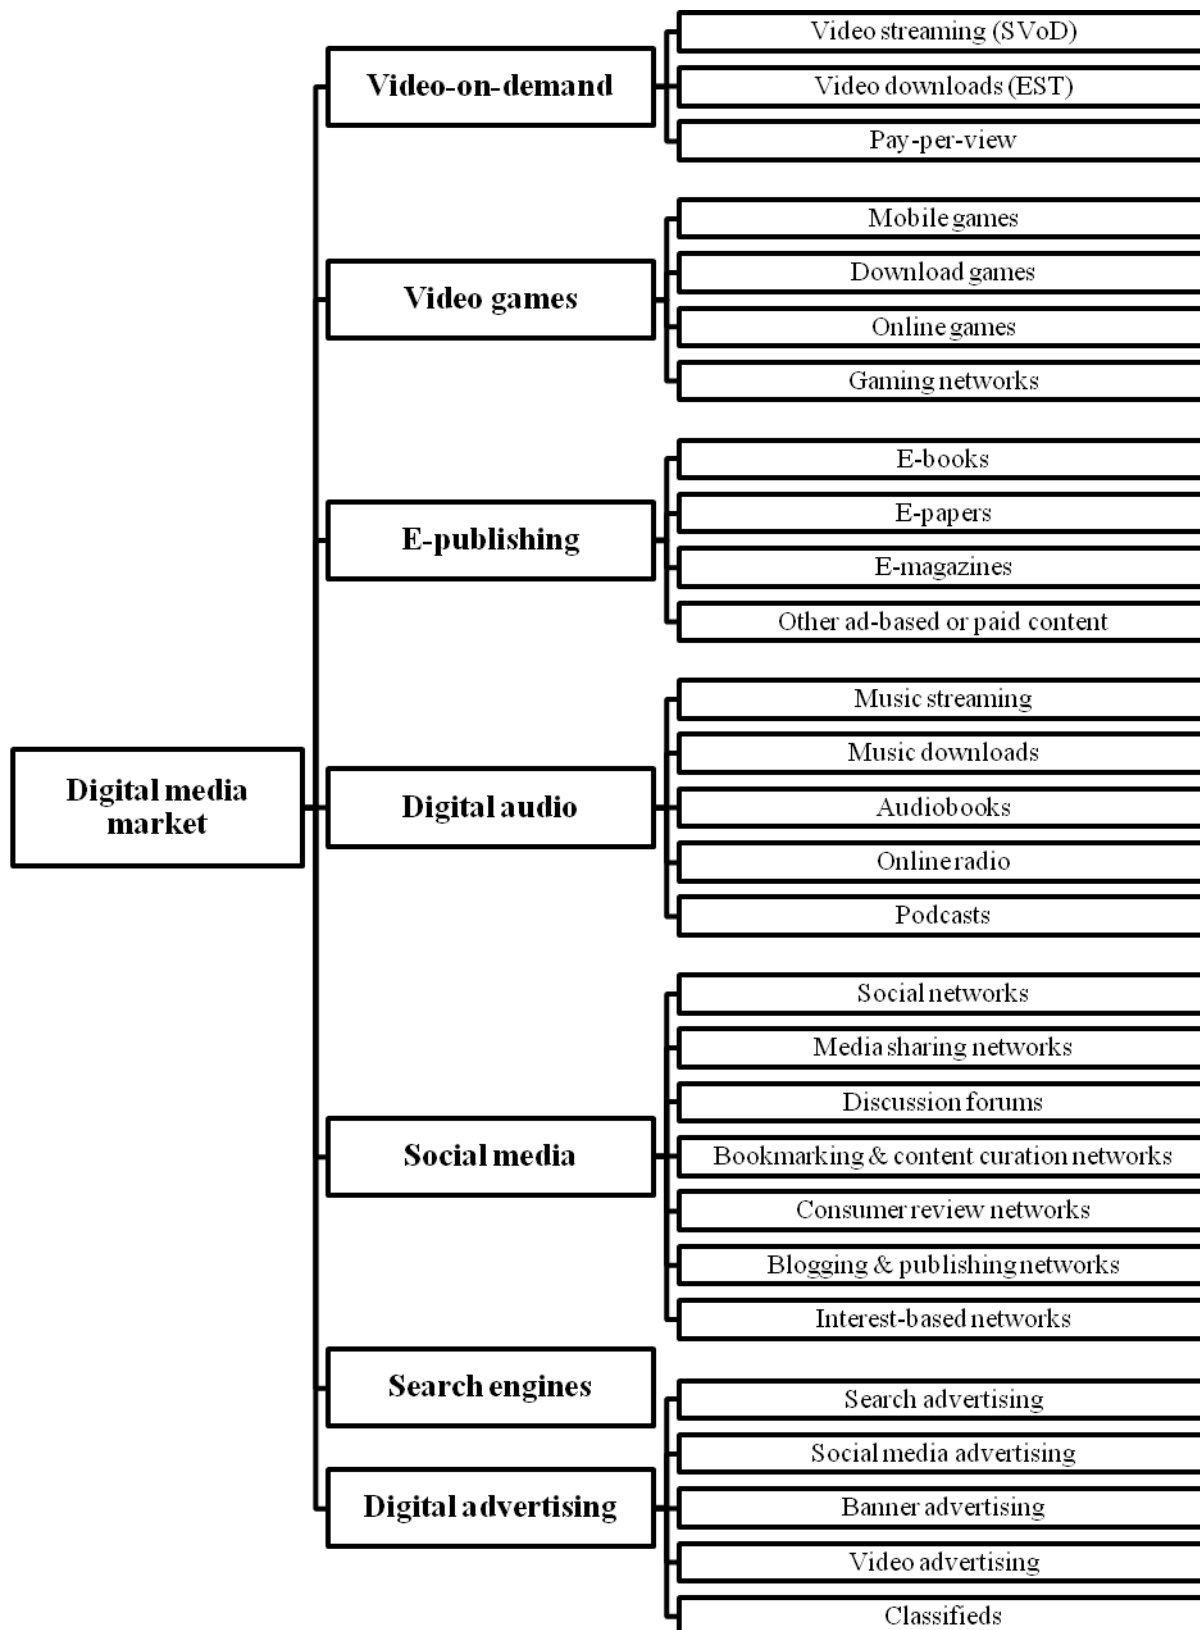 Video-on-demand
Video streaming (SVoD)
Video downloads (EST)
Pay-per-view
Video games
Mobile games
Download games
Online games
Gaming networks
E-publishing
E-books
E-papers
E-magazines
Other ad-based or paid content
Digital media
market
Digital audio
Music streaming
Music downloads
Audiobooks
Online radio
Podcasts
Social media
Social networks
Media sharing networks
Discussion forums
Bookmarking & content curation networks
Consumer review networks
Blogging & publishing networks
Interest-based networks
Search engines
Digital advertising
Search advertising
Social media advertising
Banner advertising
Video advertising
Classifieds